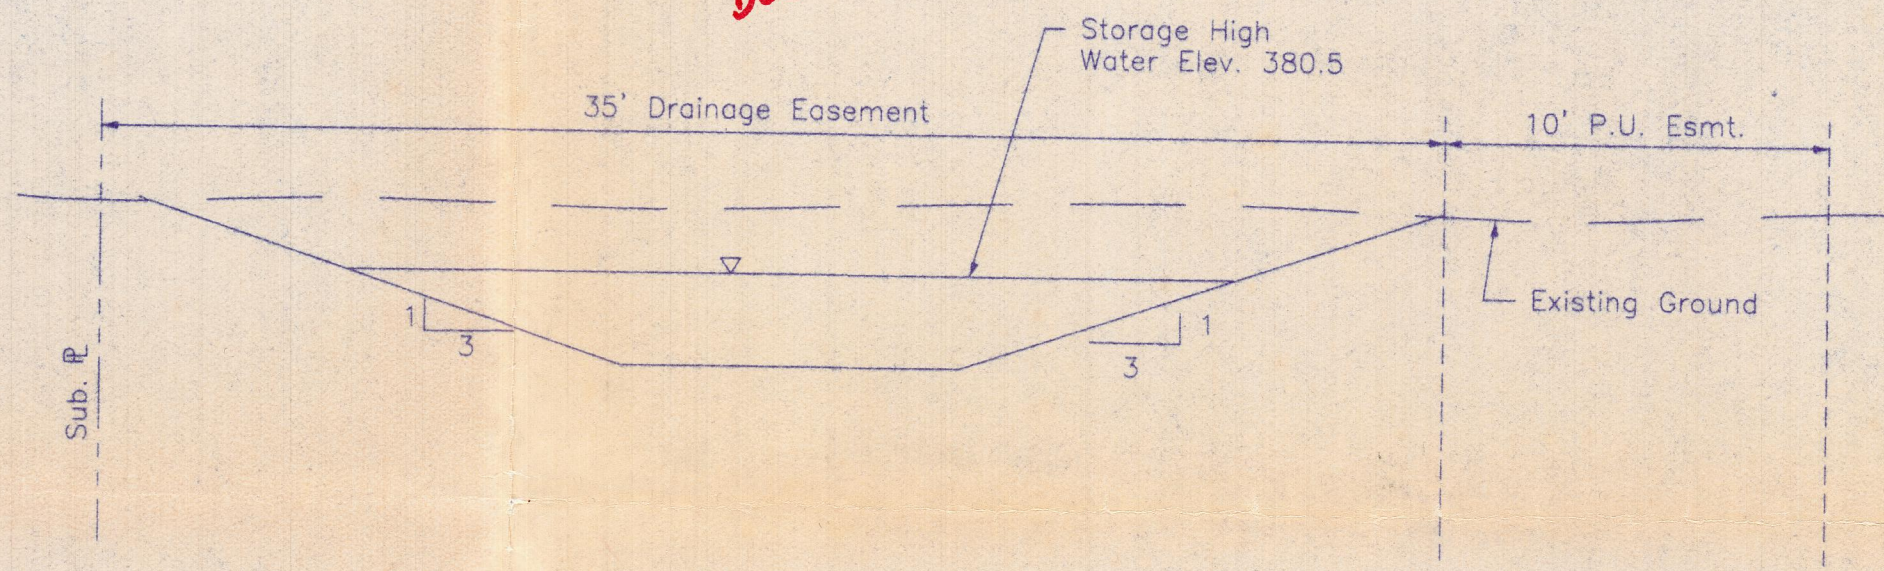 Storage High
Water Elev. 380.5
35' Drainage Easement
10' P.U. Esmt.
1
3
1
3
Existing Ground
Sub. ⅊